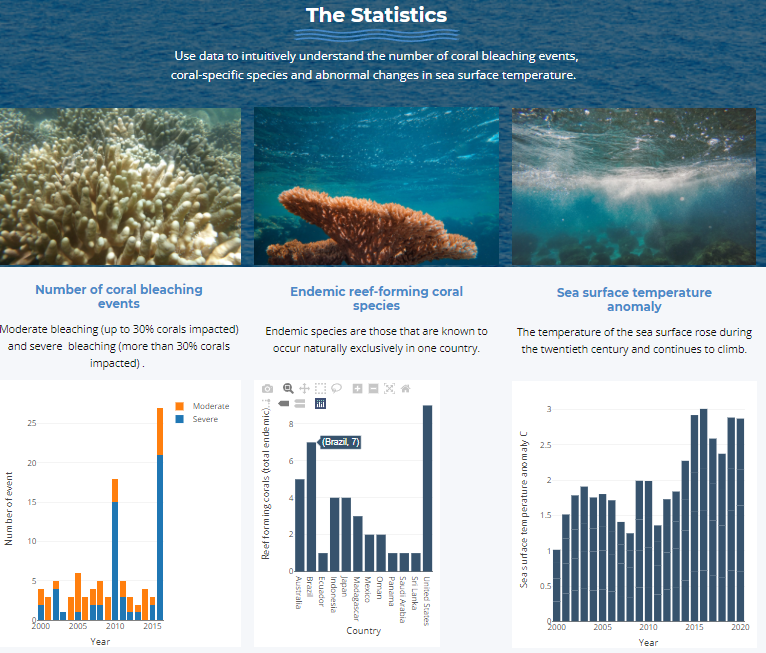 The Statistics
Use data to intuitively understand the number of coral bleaching events,
coral-specific species and abnormal changes in sea surface temperature.
Number of coral bleaching
events
Moderate bleaching (up to 30% corals impacted)
and severe  bleaching (more than 30% corals
impacted) .
Moderate
Severe
Number of event
25
20
15
10
5
0
2000
2005
2010
2015
Year
Endemic reef-forming coral
species
Endemic species are those that are known to
occur naturally exclusively in one country.
Reef forming corals (total endemic)...
8
6
4
2
0
(Brazil, 7)
Australia
Brazil
Ecuador
Indonesia
Japan
Madagascar
Mexico
Oman
Panama
Saudi Arabia
Sri Lanka
United States
Country
Sea surface temperature
anomaly
The temperature of the sea surface rose during
the twentieth century and continues to climb.
Sea surface temperature anomaly C
3
2.5
2
1.5
1
0.5
0
2000
2005
2010
2015
2020
Year